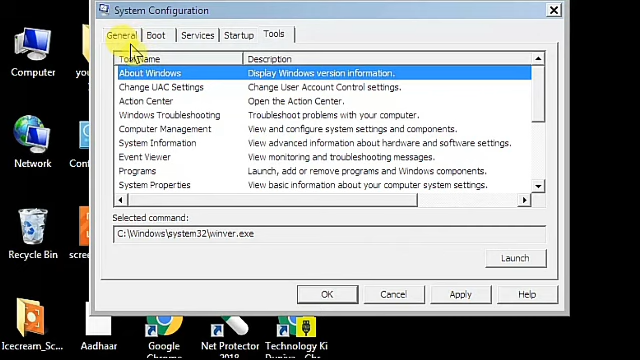 System Configuration
General Boot Services Startup Tools
Tool Name Description
About Windows Display Windows version information.
Change UAC Settings Change User Account Control settings.
Action Center Open the Action Center.
Windows Troubleshooting Troubleshoot problems with your computer.
Computer Management View and configure system settings and components.
System Information View advanced information about hardware and software settings.
Event Viewer View monitoring and troubleshooting messages.
Programs Launch, add or remove programs and Windows components.
System Properties View basic information about your computer system settings.
Selected command:
C:\Windows\system32\winver.exe
Launch
OK Cancel Apply Help
Computer
Network
Recycle Bin
Icecream_Sc...
Aadhaar
Google
Chrome
Net Protector
2018
Technology Ki